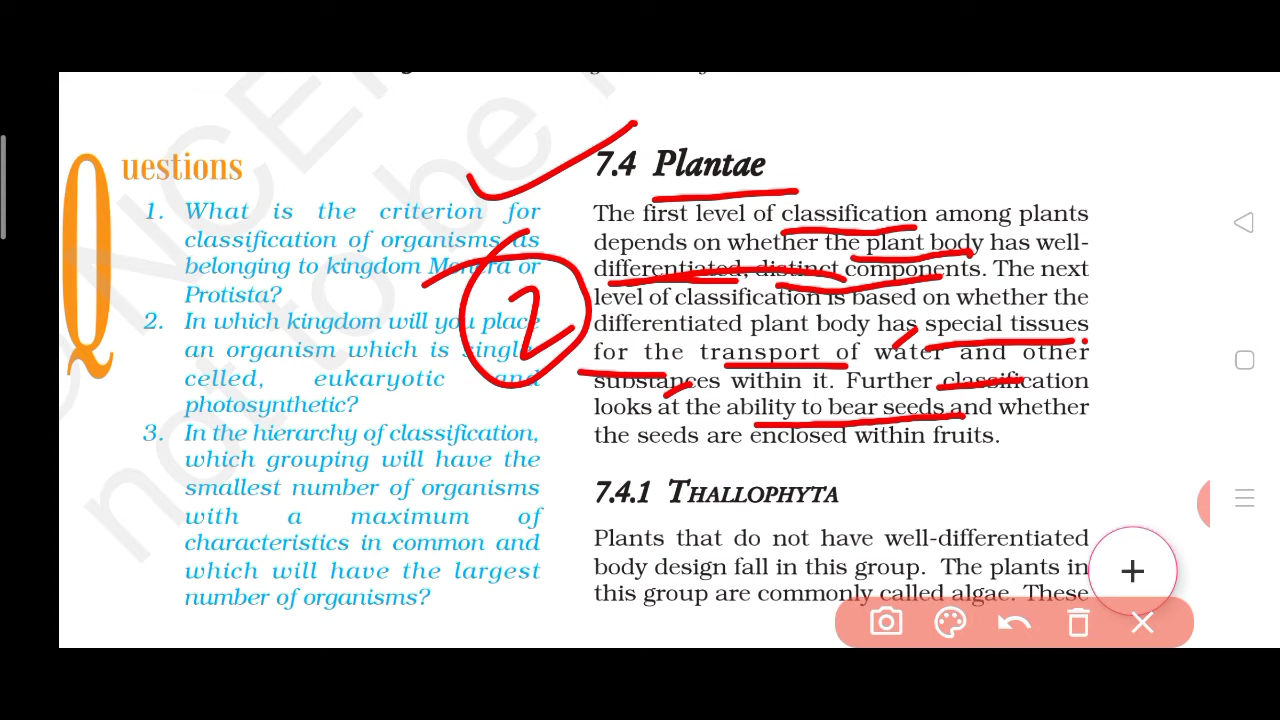 Questions
1. What is the criterion for
classification of organisms as
belonging to kingdom Monera or
Protista?
2. In which kingdom will you place
an organism which is single
celled, eukaryotic and
photosynthetic?
3. In the hierarchy of classification,
which grouping will have the
smallest number of organisms
with a maximum of
characteristics in common and
which will have the largest
number of organisms?
7.4 Plantae
The first level of classification among plants
depends on whether the plant body has well-
differentiated, distinct components. The next
level of classification is based on whether the
differentiated plant body has special tissues
for the transport of water and other
substances within it. Further classification
looks at the ability to bear seeds and whether
the seeds are enclosed within fruits.
7.4.1 THALLOPHYTA
Plants that do not have well-differentiated
body design fall in this group. The plants in
this group are commonly called algae. These
2
not to be